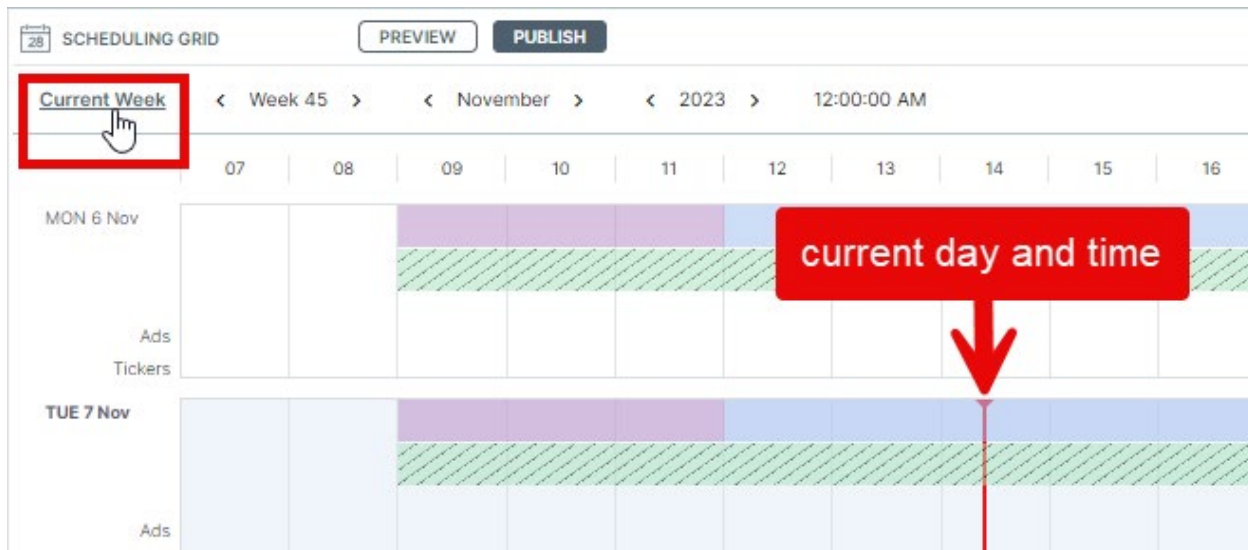 28 SCHEDULING GRID PREVIEW PUBLISH
Current Week < Week 45 > < November > < 2023 > 12:00:00 AM
07 08 09 10 11 12 13 14 15 16
MON 6 Nov
current day and time
Ads
Tickers
TUE 7 Nov
Ads